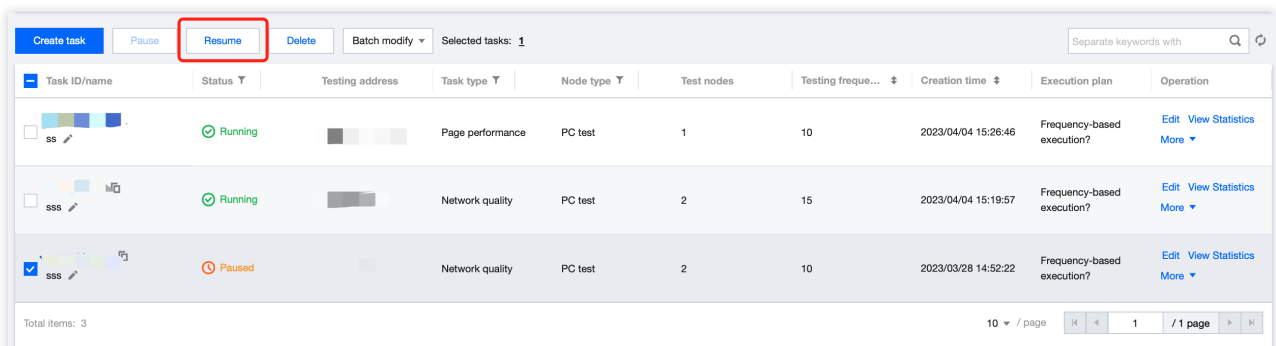 Create task Pause Resume Delete Batch modify Selected tasks: 1 Separate keywords with
Task ID/name Status Testing address Task type Node type Test nodes Testing freque... Creation time Execution plan Operation
ss Running Page performance PC test 1 10 2023/04/04 15:26:46 Frequency-based execution? Edit View Statistics More
sss Running Network quality PC test 2 15 2023/04/04 15:19:57 Frequency-based execution? Edit View Statistics More
sss Paused Network quality PC test 2 10 2023/03/28 14:52:22 Frequency-based execution? Edit View Statistics More
Total items: 3 10 / page 1 / 1 page